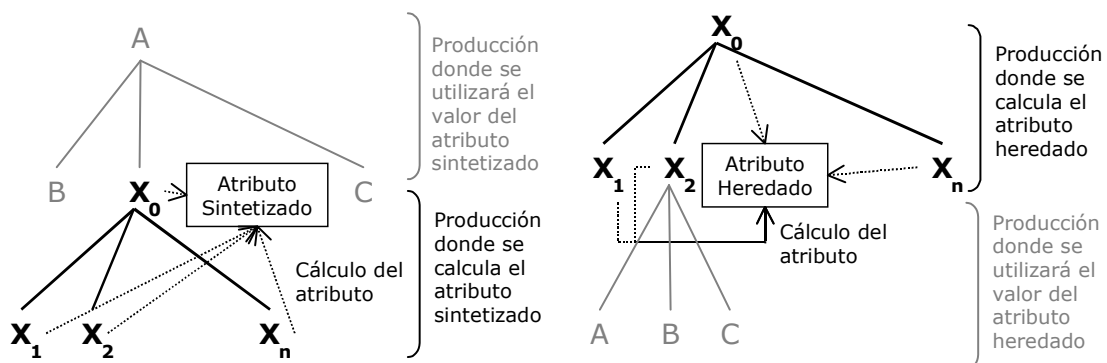 A
Producción
donde se
utilizará el
valor del
atributo
sintetizado
B
X0
C
Atributo
Sintetizado
Producción
donde se
calcula el
atributo
sintetizado
Cálculo del
atributo
X1
X2
Xn
X0
Producción
donde se
calcula el
atributo
heredado
X1
X2
Atributo
Heredado
Xn
Cálculo del
atributo
Producción
donde se
utilizará el
valor del
atributo
heredado
A
B
C